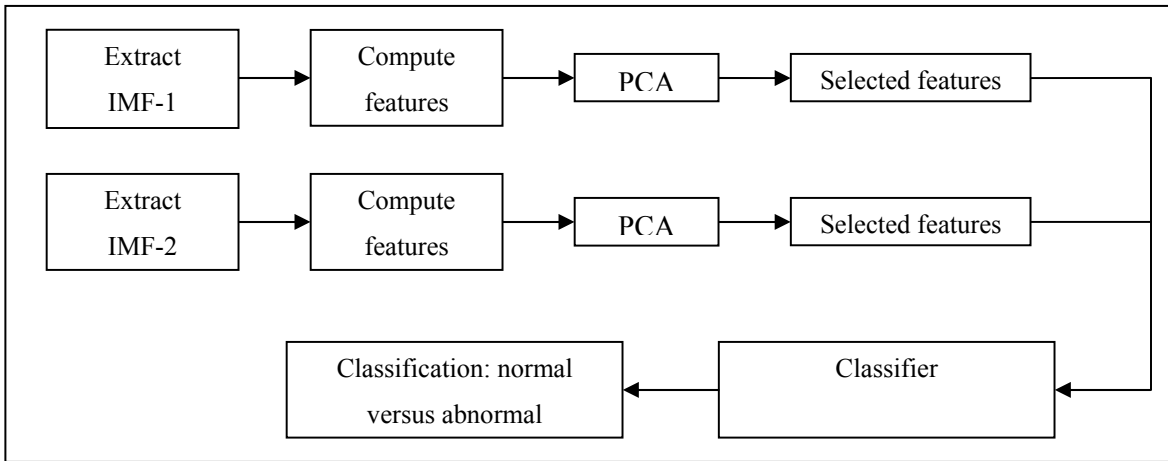 Extract
IMF-1
Compute
features
PCA
Selected features
Extract
IMF-2
Compute
features
PCA
Selected features
Classification: normal
versus abnormal
Classifier